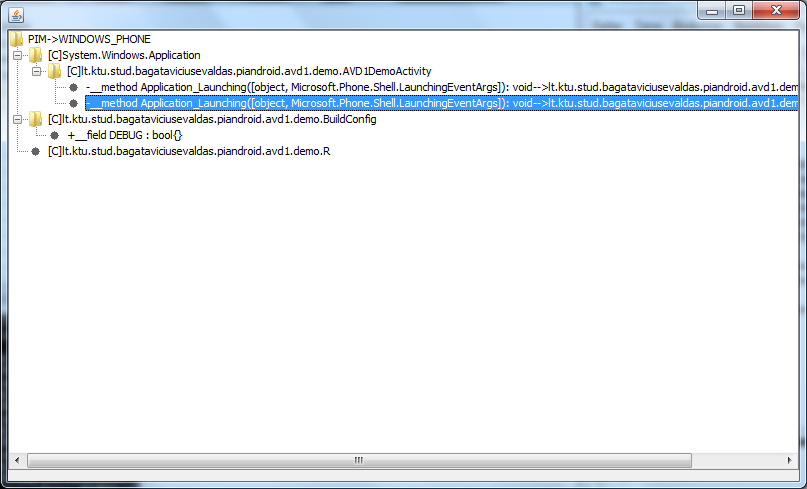 PIM->WINDOWS_PHONE
[C]System.Windows.Application
[C]lt.ktu.stud.bagataviciusevaldas.piandroid.avd1.demo.AVD1DemoActivity
-__method Application_Launching([object, Microsoft.Phone.Shell.LaunchingEventArgs]): void-->lt.ktu.stud.bagataviciusevaldas.piandroid.avd1.dem
-__method Application_Launching([object, Microsoft.Phone.Shell.LaunchingEventArgs]): void-->lt.ktu.stud.bagataviciusevaldas.piandroid.avd1.dem
[C]lt.ktu.stud.bagataviciusevaldas.piandroid.avd1.demo.BuildConfig
+__field DEBUG : bool{}
[C]lt.ktu.stud.bagataviciusevaldas.piandroid.avd1.demo.R